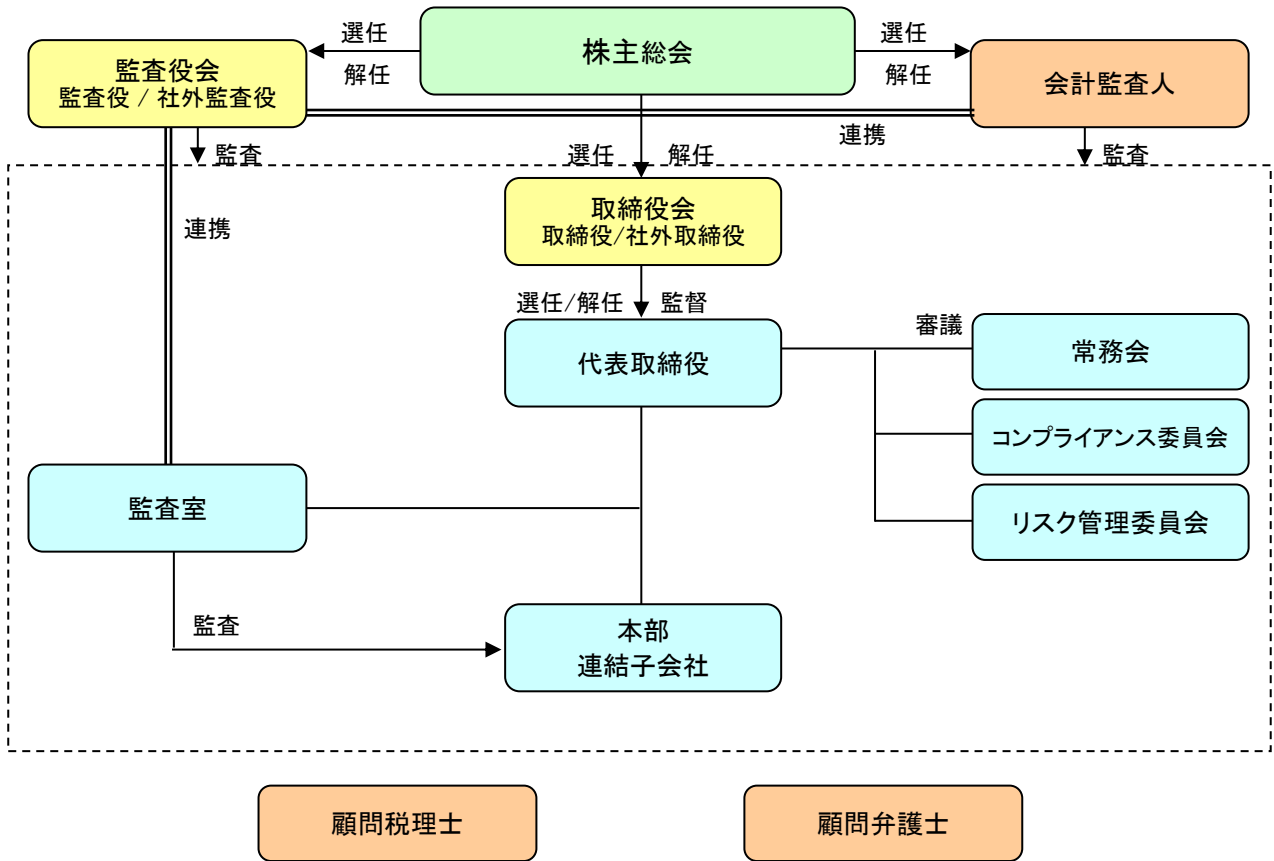 株主総会
選任
解任
選任
解任
監査役会
監査役 / 社外監査役
会計監査人
連携
監査
選任
解任
監査
取締役会
取締役/社外取締役
連携
選任/解任
監督
代表取締役
審議
常務会
コンプライアンス委員会
監査室
リスク管理委員会
監査
本部
連結子会社
顧問税理士
顧問弁護士